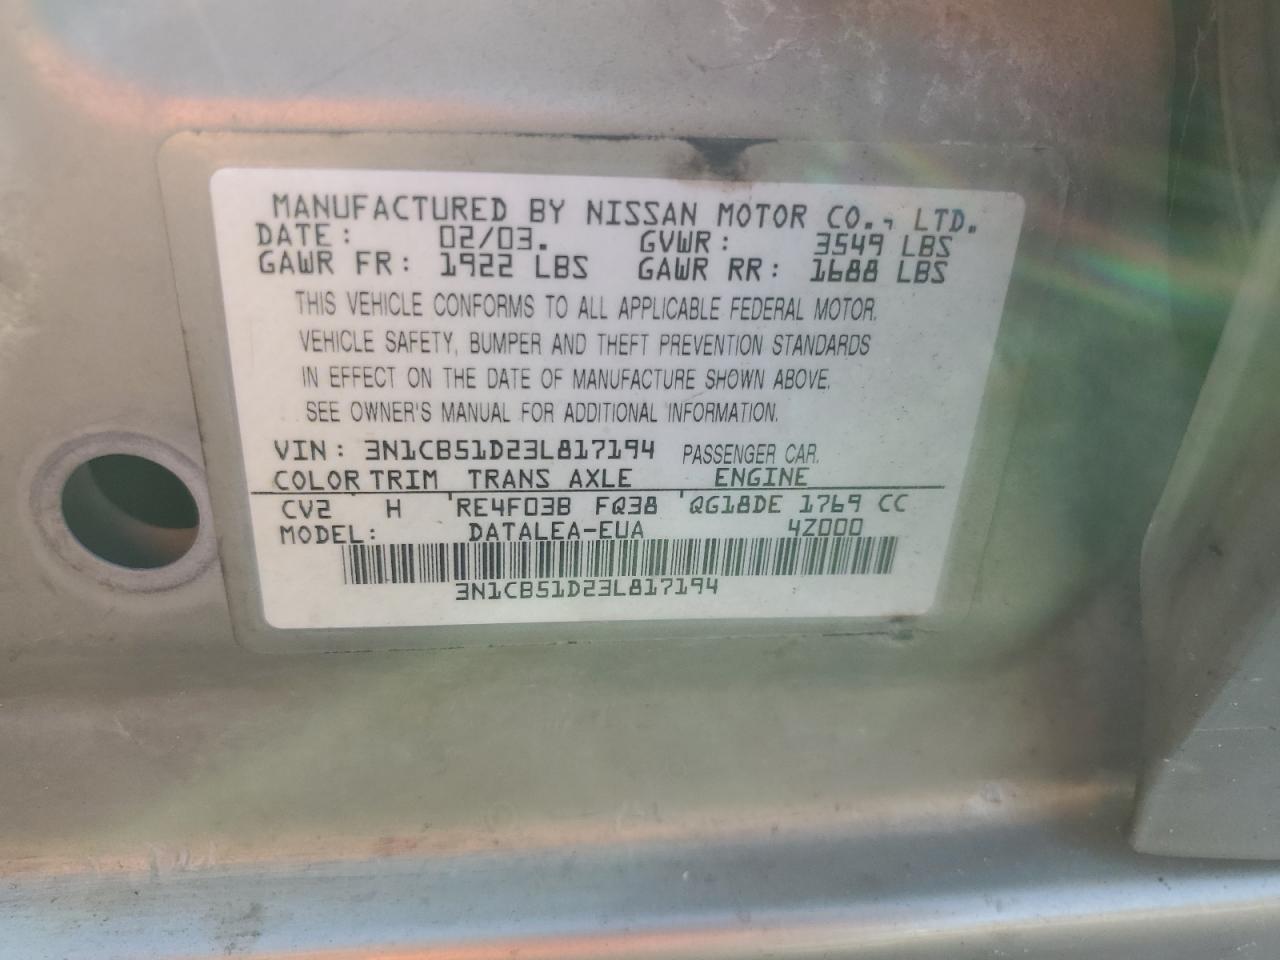 MANUFACTURED BY NISSAN MOTOR CO., LTD.
DATE: 02/03. GVWR: 3549 LBS
GAWR FR: 1922 LBS GAWR RR: 1688 LBS
THIS VEHICLE CONFORMS TO ALL APPLICABLE FEDERAL MOTOR.
VEHICLE SAFETY, BUMPER AND THEFT PREVENTION STANDARDS
IN EFFECT ON THE DATE OF MANUFACTURE SHOWN ABOVE.
SEE OWNER'S MANUAL FOR ADDITIONAL INFORMATION.
VIN: 3N1CB51D23L817194 PASSENGER CAR.
COLOR TRIM TRANS AXLE ENGINE
CV2 H RE4F03B FQ38 QG18DE 1769 CC
MODEL: DATALEA-EUA 4Z000
3N1CB51D23L817194